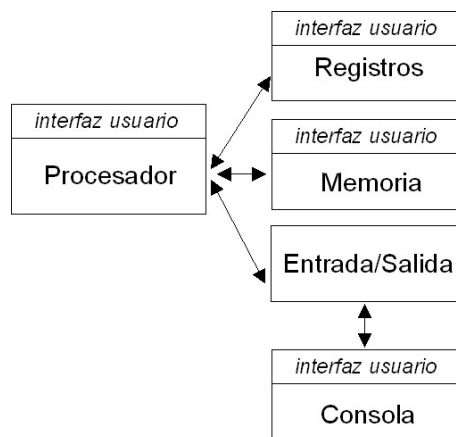 interfaz usuario
Procesador
interfaz usuario
Registros
interfaz usuario
Memoria
Entrada/Salida
interfaz usuario
Consola